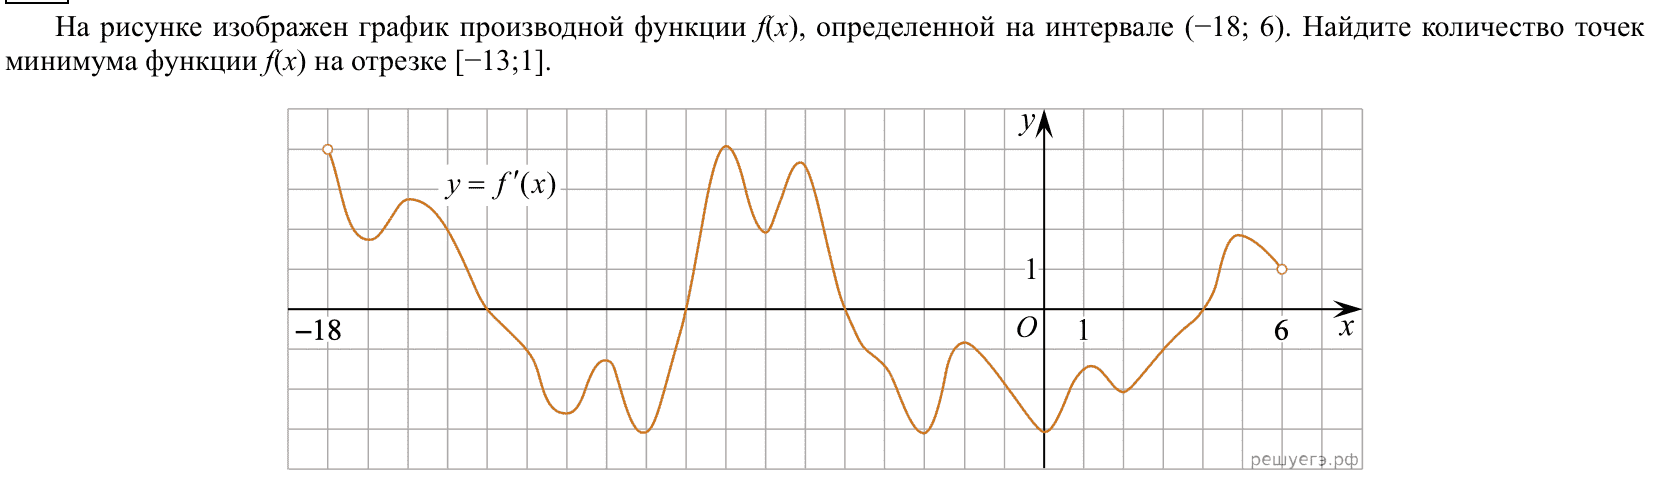 На рисунке изображен график производной функции f(x), определенной на интервале (−18; 6). Найдите количество точек
минимума функции f(x) на отрезке [−13;1].
y
y = f ′(x)
1
−18
O
1
6
x
решуегэ.рф